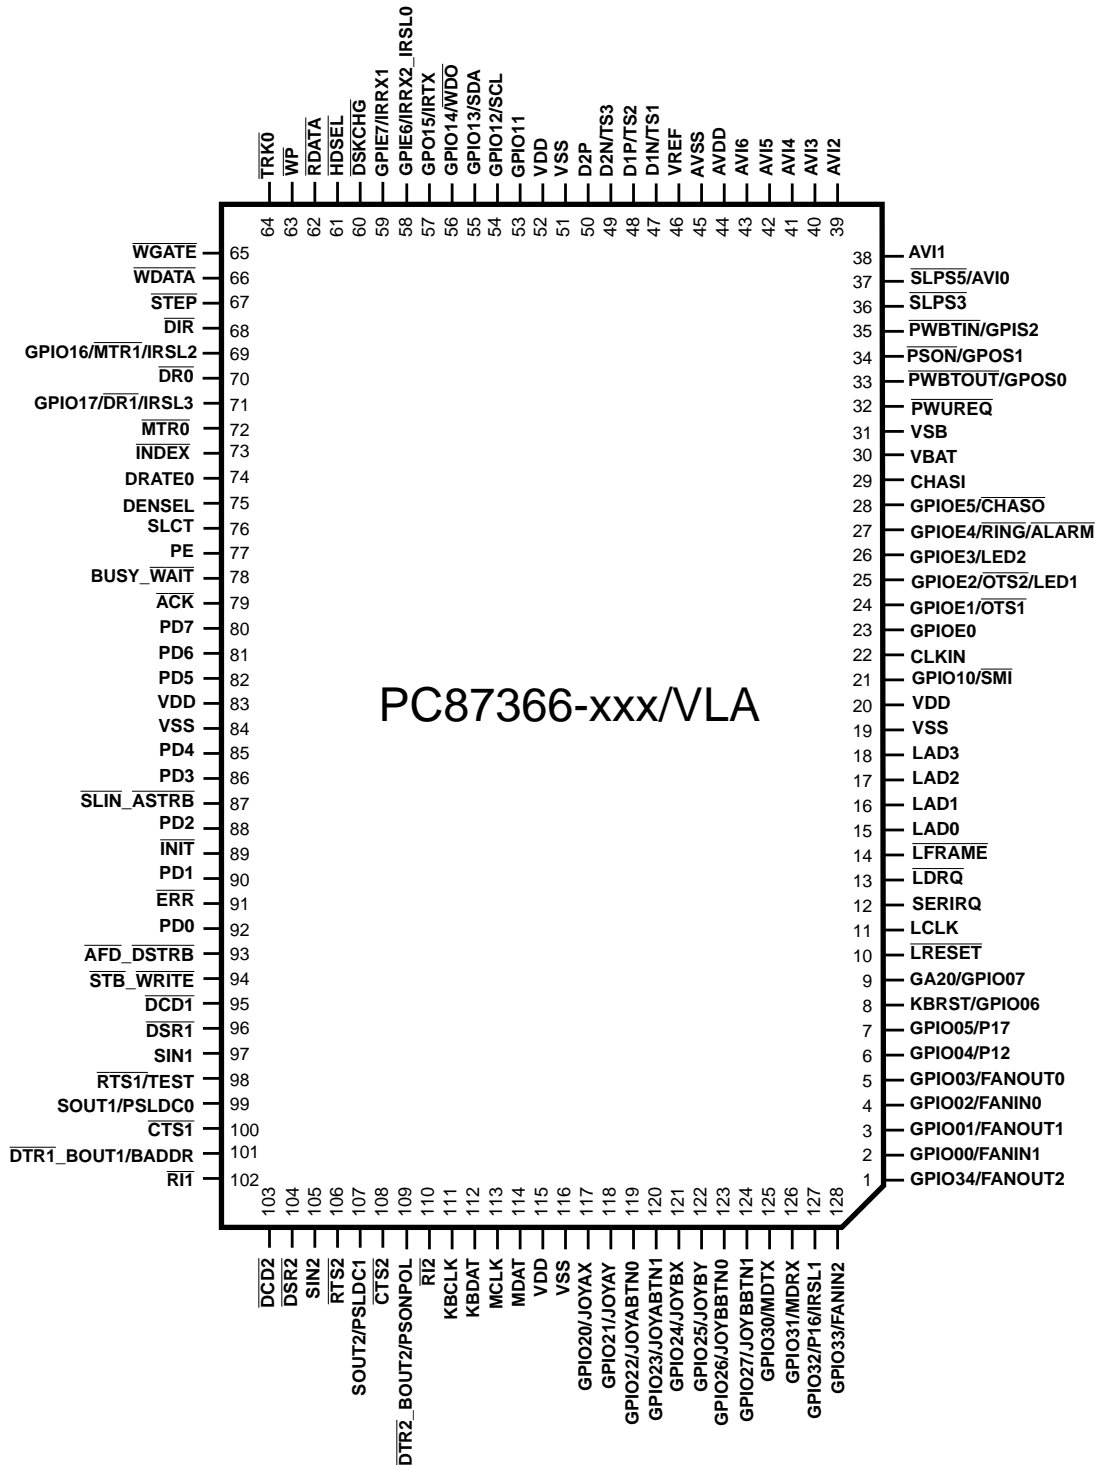 TRK0
WP
RDATA
HDSEL
DSKCHG
GPIE7/IRRX1
GPIE6/IRRX2_IRSL0
GPO15/IRTX
GPIO14/WDO
GPIO13/SDA
GPIO12/SCL
GPIO11
VDD
VSS
D2P
D2N/TS3
D1P/TS2
D1N/TS1
VREF
AVSS
AVDD
AVI6
AVI5
AVI4
AVI3
AVI2
64
63
62
61
60
59
58
57
56
55
54
53
52
51
50
49
48
47
46
45
44
43
42
41
40
39
WGATE 65
WDATA 66
STEP 67
DIR 68
GPIO16/MTR1/IRSL2 69
DR0 70
GPIO17/DR1/IRSL3 71
MTR0 72
INDEX 73
DRATE0 74
DENSEL 75
SLCT 76
PE 77
BUSY_WAIT 78
ACK 79
PD7 80
PD6 81
PD5 82
VDD 83
VSS 84
PD4 85
PD3 86
SLIN_ASTRB 87
PD2 88
INIT 89
PD1 90
ERR 91
PD0 92
AFD_DSTRB 93
STB_WRITE 94
DCD1 95
DSR1 96
SIN1 97
RTS1/TEST 98
SOUT1/PSLDC0 99
CTS1 100
DTR1_BOUT1/BADDR 101
RI1 102
PC87366-xxx/VLA
38 AVI1
37 SLPS5/AVI0
36 SLPS3
35 PWBTIN/GPIS2
34 PSON/GPOS1
33 PWBTOUT/GPOS0
32 PWUREQ
31 VSB
30 VBAT
29 CHASI
28 GPIOE5/CHASO
27 GPIOE4/RING/ALARM
26 GPIOE3/LED2
25 GPIOE2/OTS2/LED1
24 GPIOE1/OTS1
23 GPIOE0
22 CLKIN
21 GPIO10/SMI
20 VDD
19 VSS
18 LAD3
17 LAD2
16 LAD1
15 LAD0
14 LFRAME
13 LDRQ
12 SERIRQ
11 LCLK
10 LRESET
9 GA20/GPIO07
8 KBRST/GPIO06
7 GPIO05/P17
6 GPIO04/P12
5 GPIO03/FANOUT0
4 GPIO02/FANIN0
3 GPIO01/FANOUT1
2 GPIO00/FANIN1
1 GPIO34/FANOUT2
103
104
105
106
107
108
109
110
111
112
113
114
115
116
117
118
119
120
121
122
123
124
125
126
127
128
DCD2
DSR2
SIN2
RTS2
SOUT2/PSLDC1
CTS2
DTR2_BOUT2/PSONPOL
RI2
KBCLK
KBDAT
MCLK
MDAT
VDD
VSS
GPIO20/JOYAX
GPIO21/JOYAY
GPIO22/JOYABTN0
GPIO23/JOYABTN1
GPIO24/JOYBX
GPIO25/JOYBY
GPIO26/JOYBBTN0
GPIO27/JOYBBTN1
GPIO30/MDTX
GPIO31/MDRX
GPIO32/P16/IRSL1
GPIO33/FANIN2